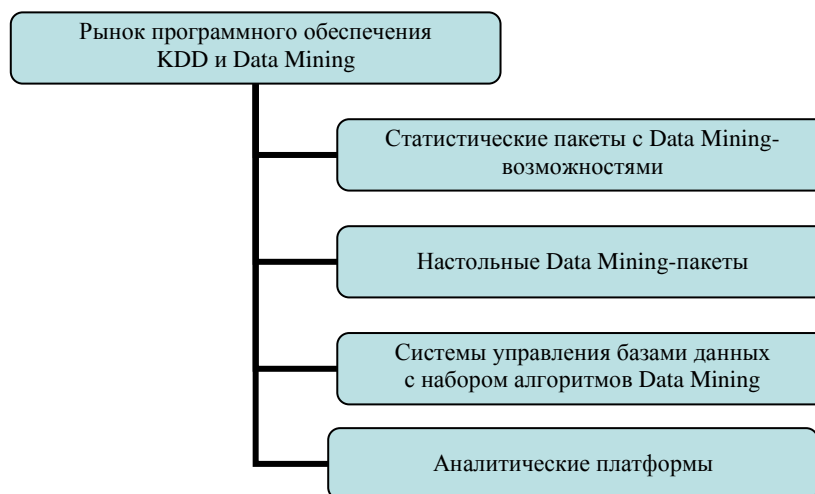 Рынок программного обеспечения
KDD и Data Mining
Статистические пакеты с Data Mining-
возможностями
Настольные Data Mining-пакеты
Системы управления базами данных
с набором алгоритмов Data Mining
Аналитические платформы